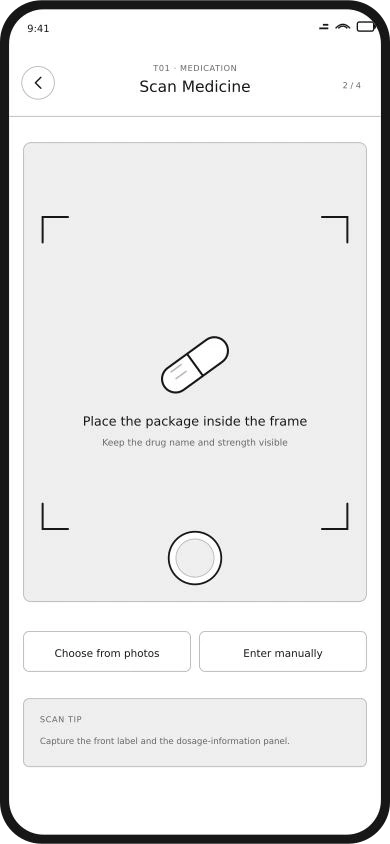 9:41
T01 · MEDICATION
Scan Medicine
2 / 4
Place the package inside the frame
Keep the drug name and strength visible
Choose from photos
Enter manually
SCAN TIP
Capture the front label and the dosage-information panel.